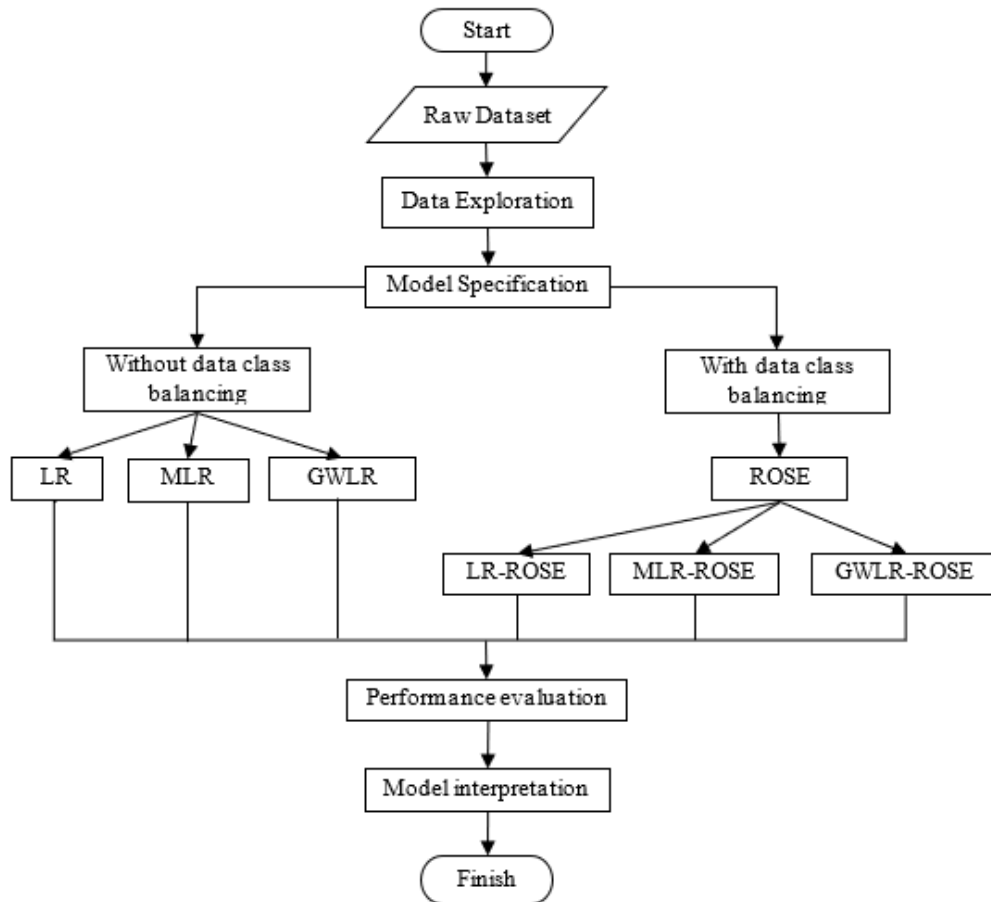 Start
Raw Dataset
Data Exploration
Model Specification
Without data class
balancing
With data class
balancing
LR
MLR
GWLR
ROSE
LR-ROSE
MLR-ROSE
GWLR-ROSE
Performance evaluation
Model interpretation
Finish